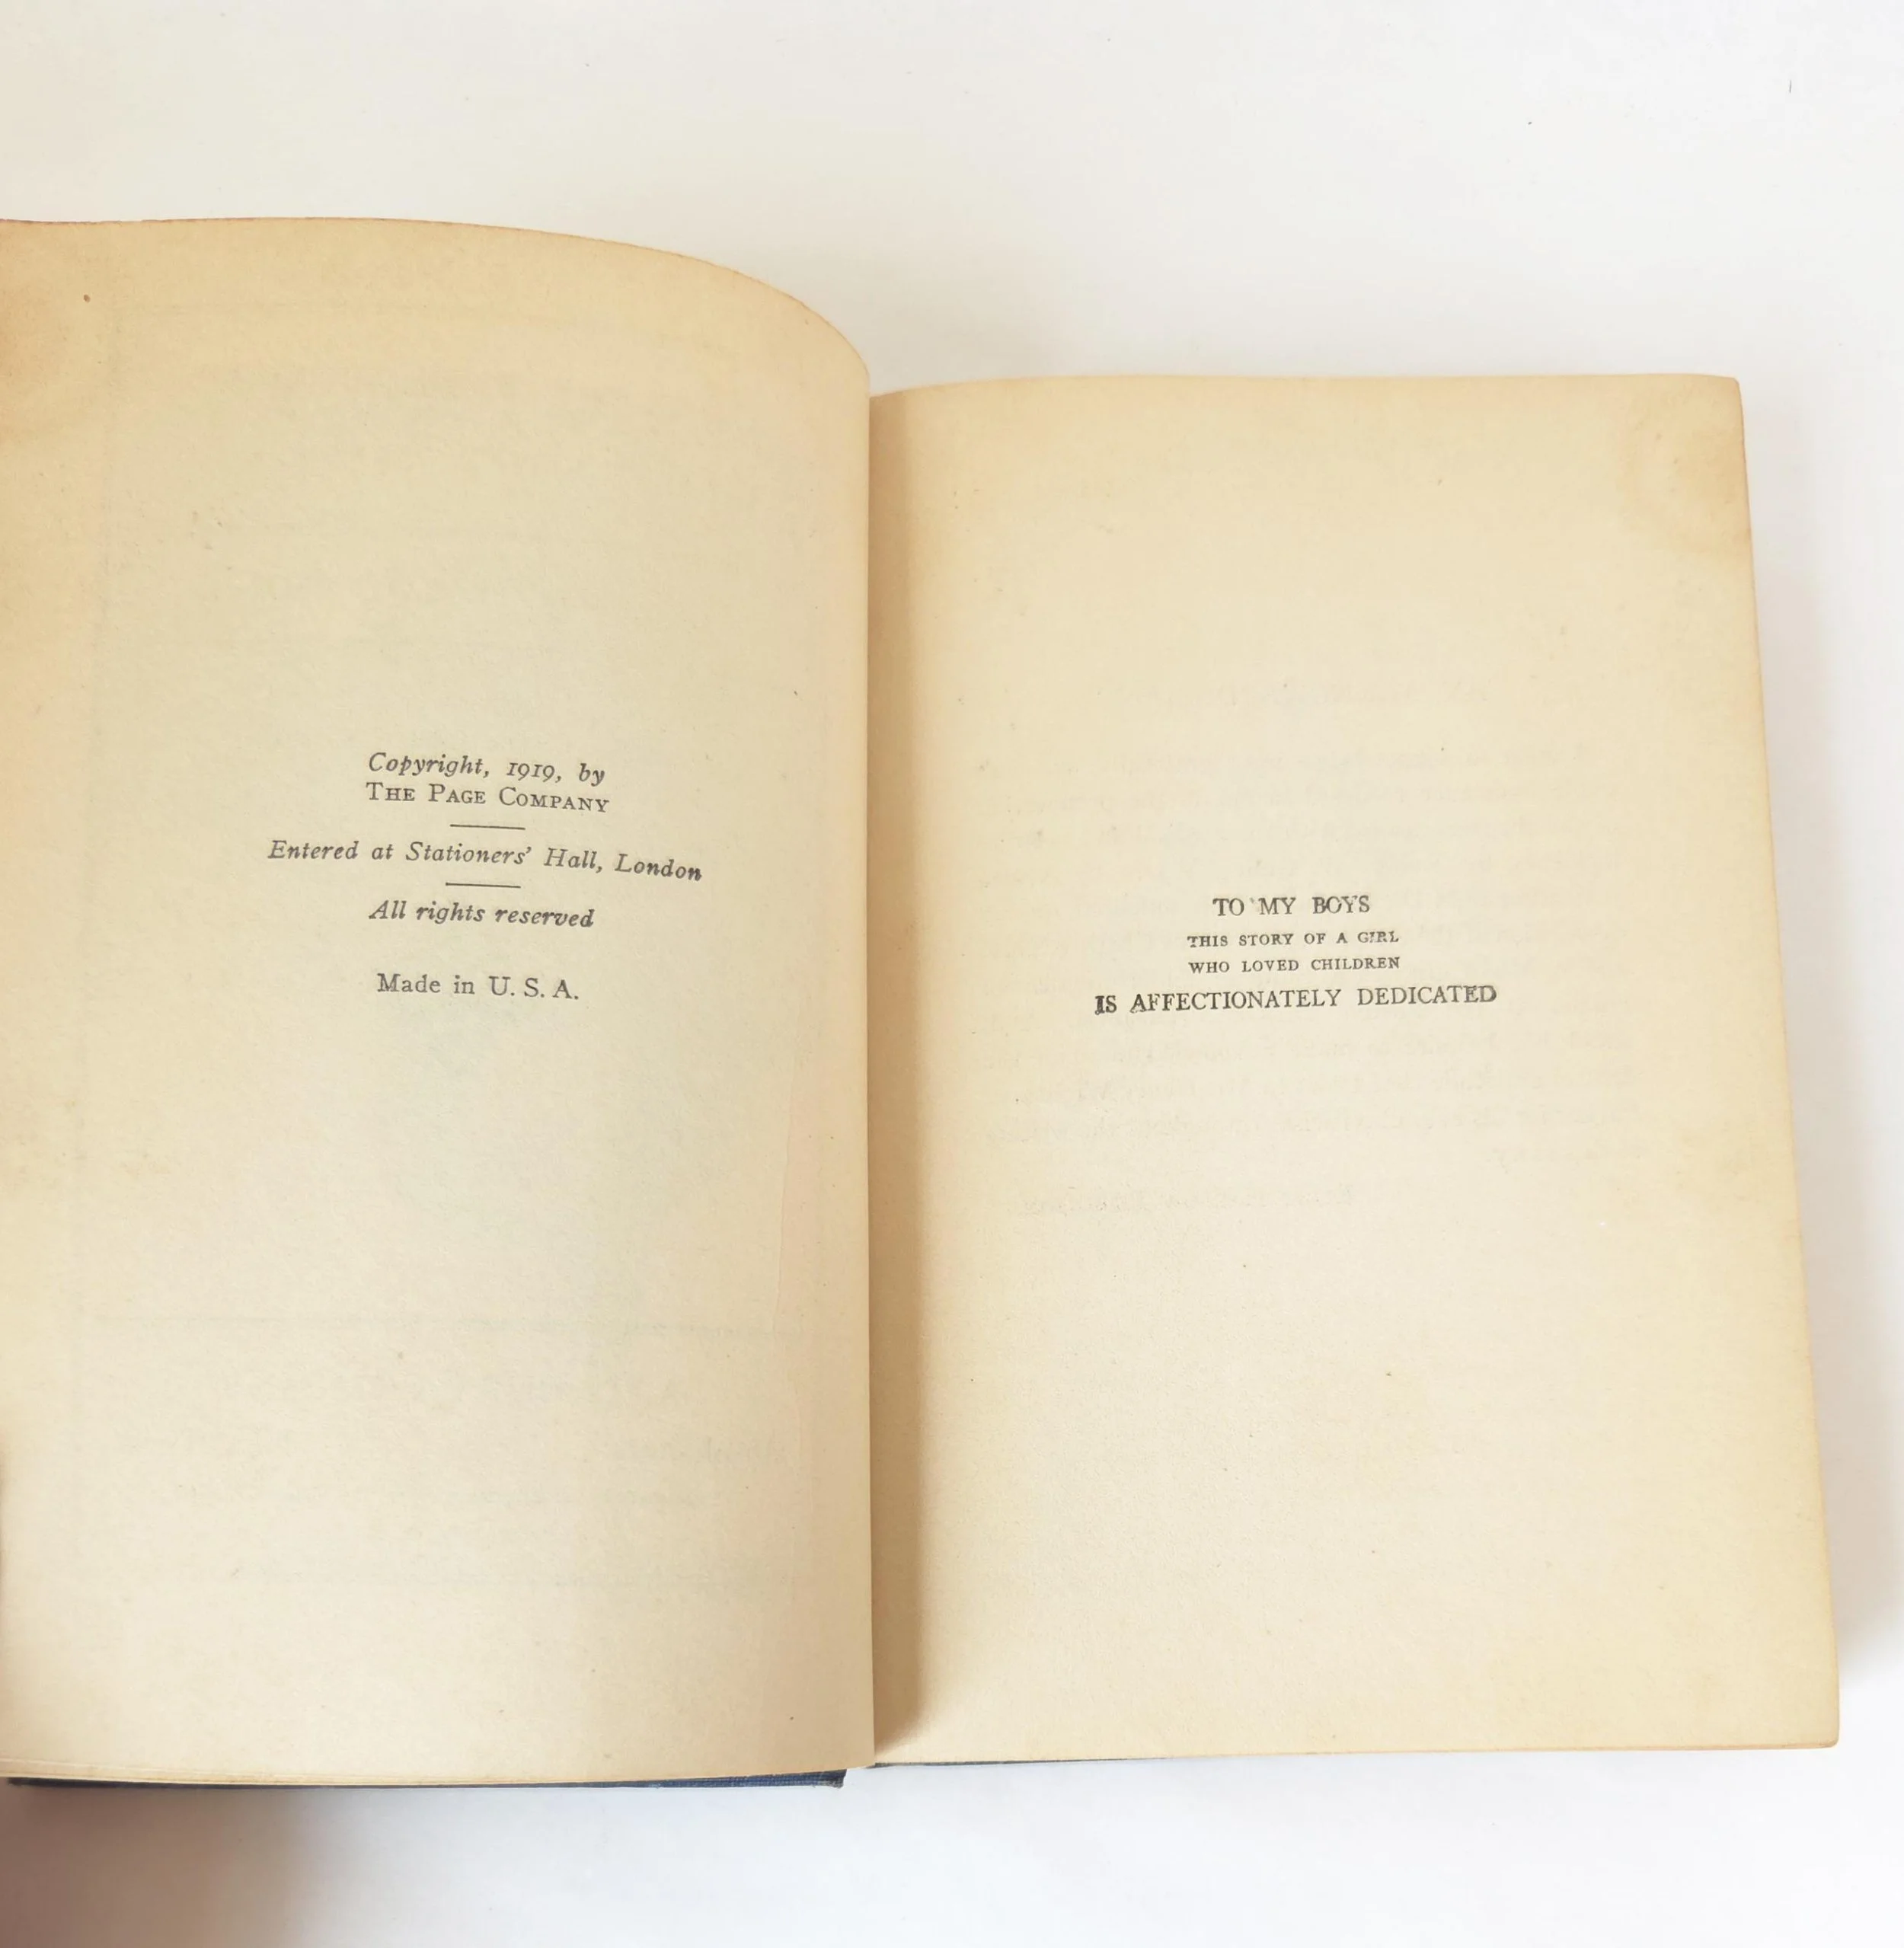 Copyright, 1919, by
THE PAGE COMPANY
Entered at Stationers' Hall, London
All rights reserved
Made in U. S. A.
TO MY BOYS
THIS STORY OF A GIRL
WHO LOVED CHILDREN
IS AFFECTIONATELY DEDICATED